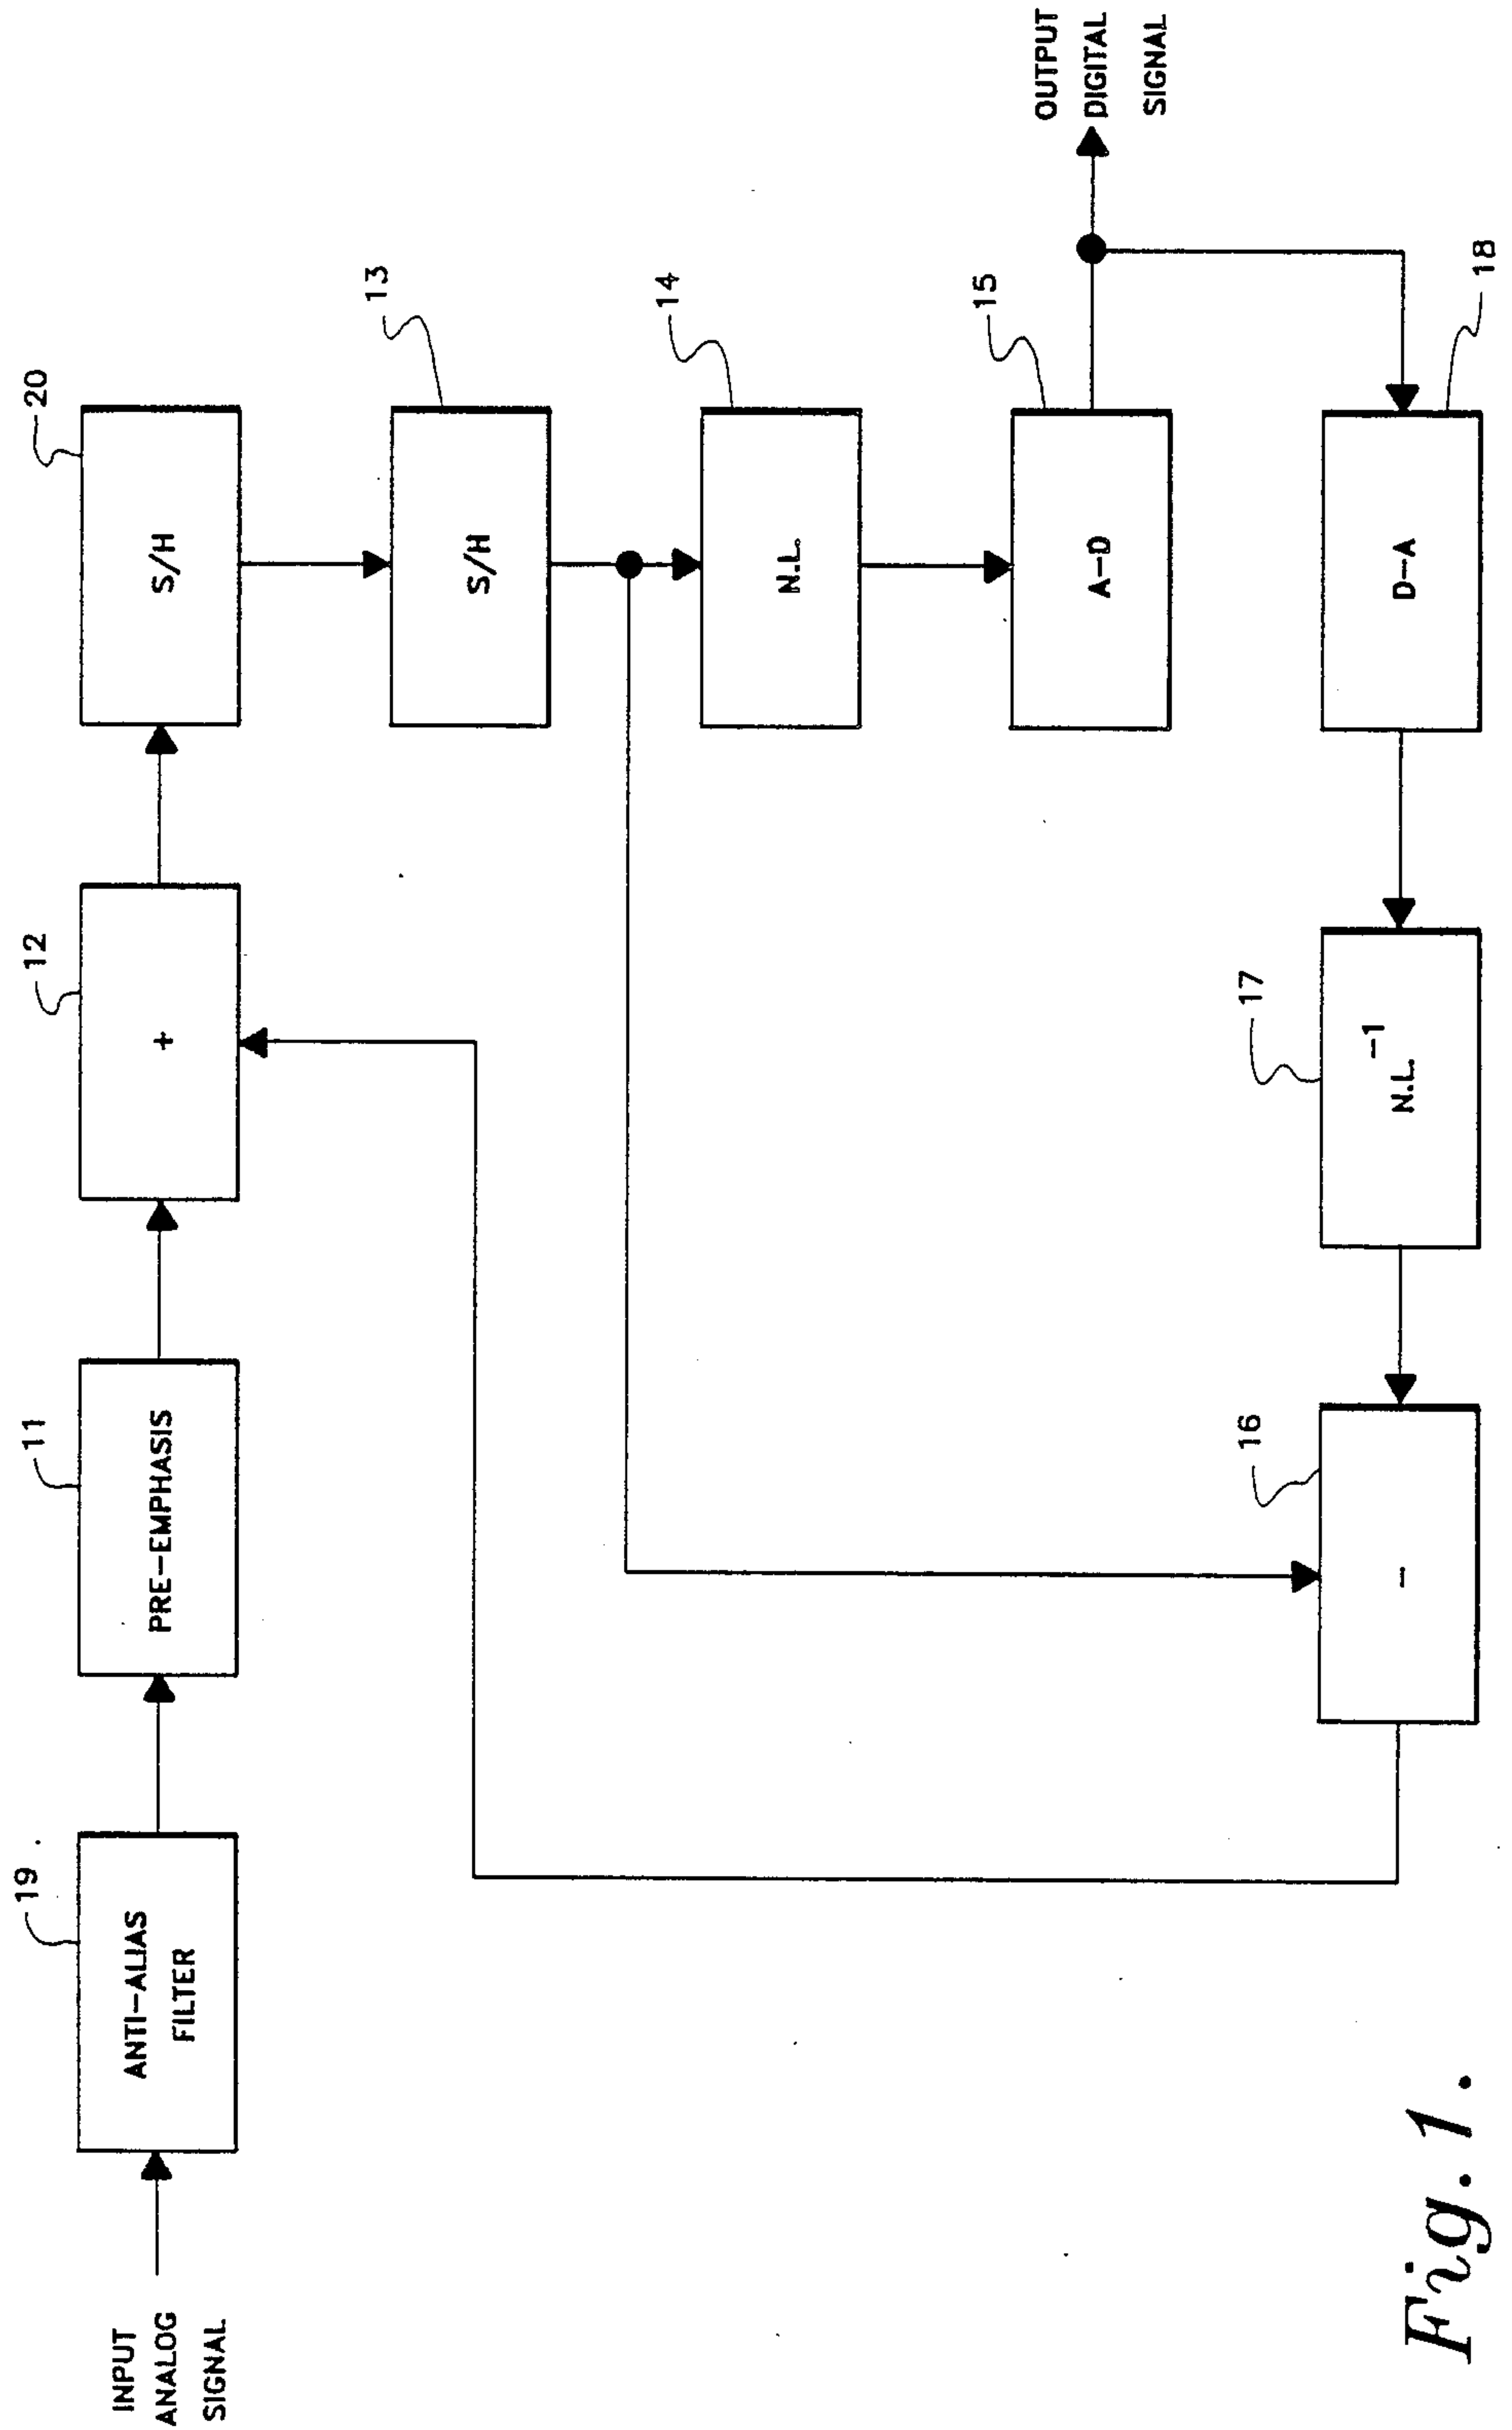 INPUT
ANALOG
SIGNAL
19
ANTI-ALIAS
FILTER
11
PRE-EMPHASIS
12
+
20
S/H
13
S/H
14
N.L.
15
A-D
OUTPUT
DIGITAL
SIGNAL
16
-
17
N.L.-1
18
D-A
Fig. 1.